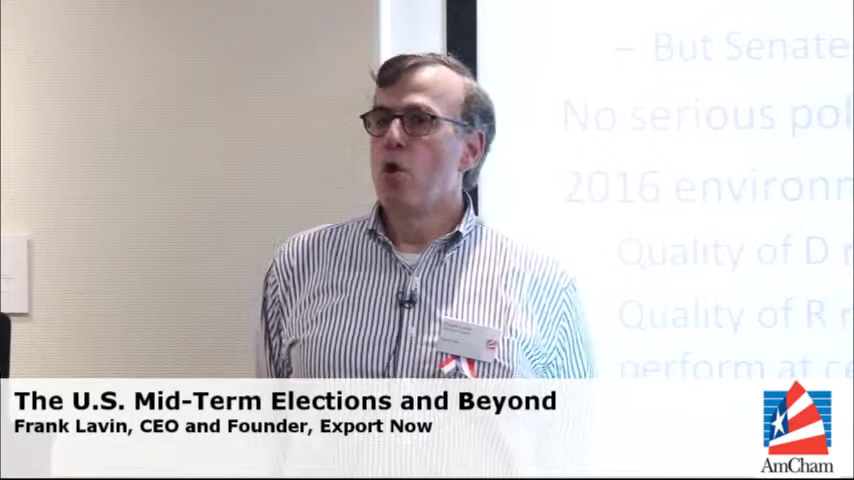 – But Senate
No serious pol
2016 environm
Quality of D r
Quality of R r
perform at ce
The U.S. Mid-Term Elections and Beyond
Frank Lavin, CEO and Founder, Export Now
AmCham